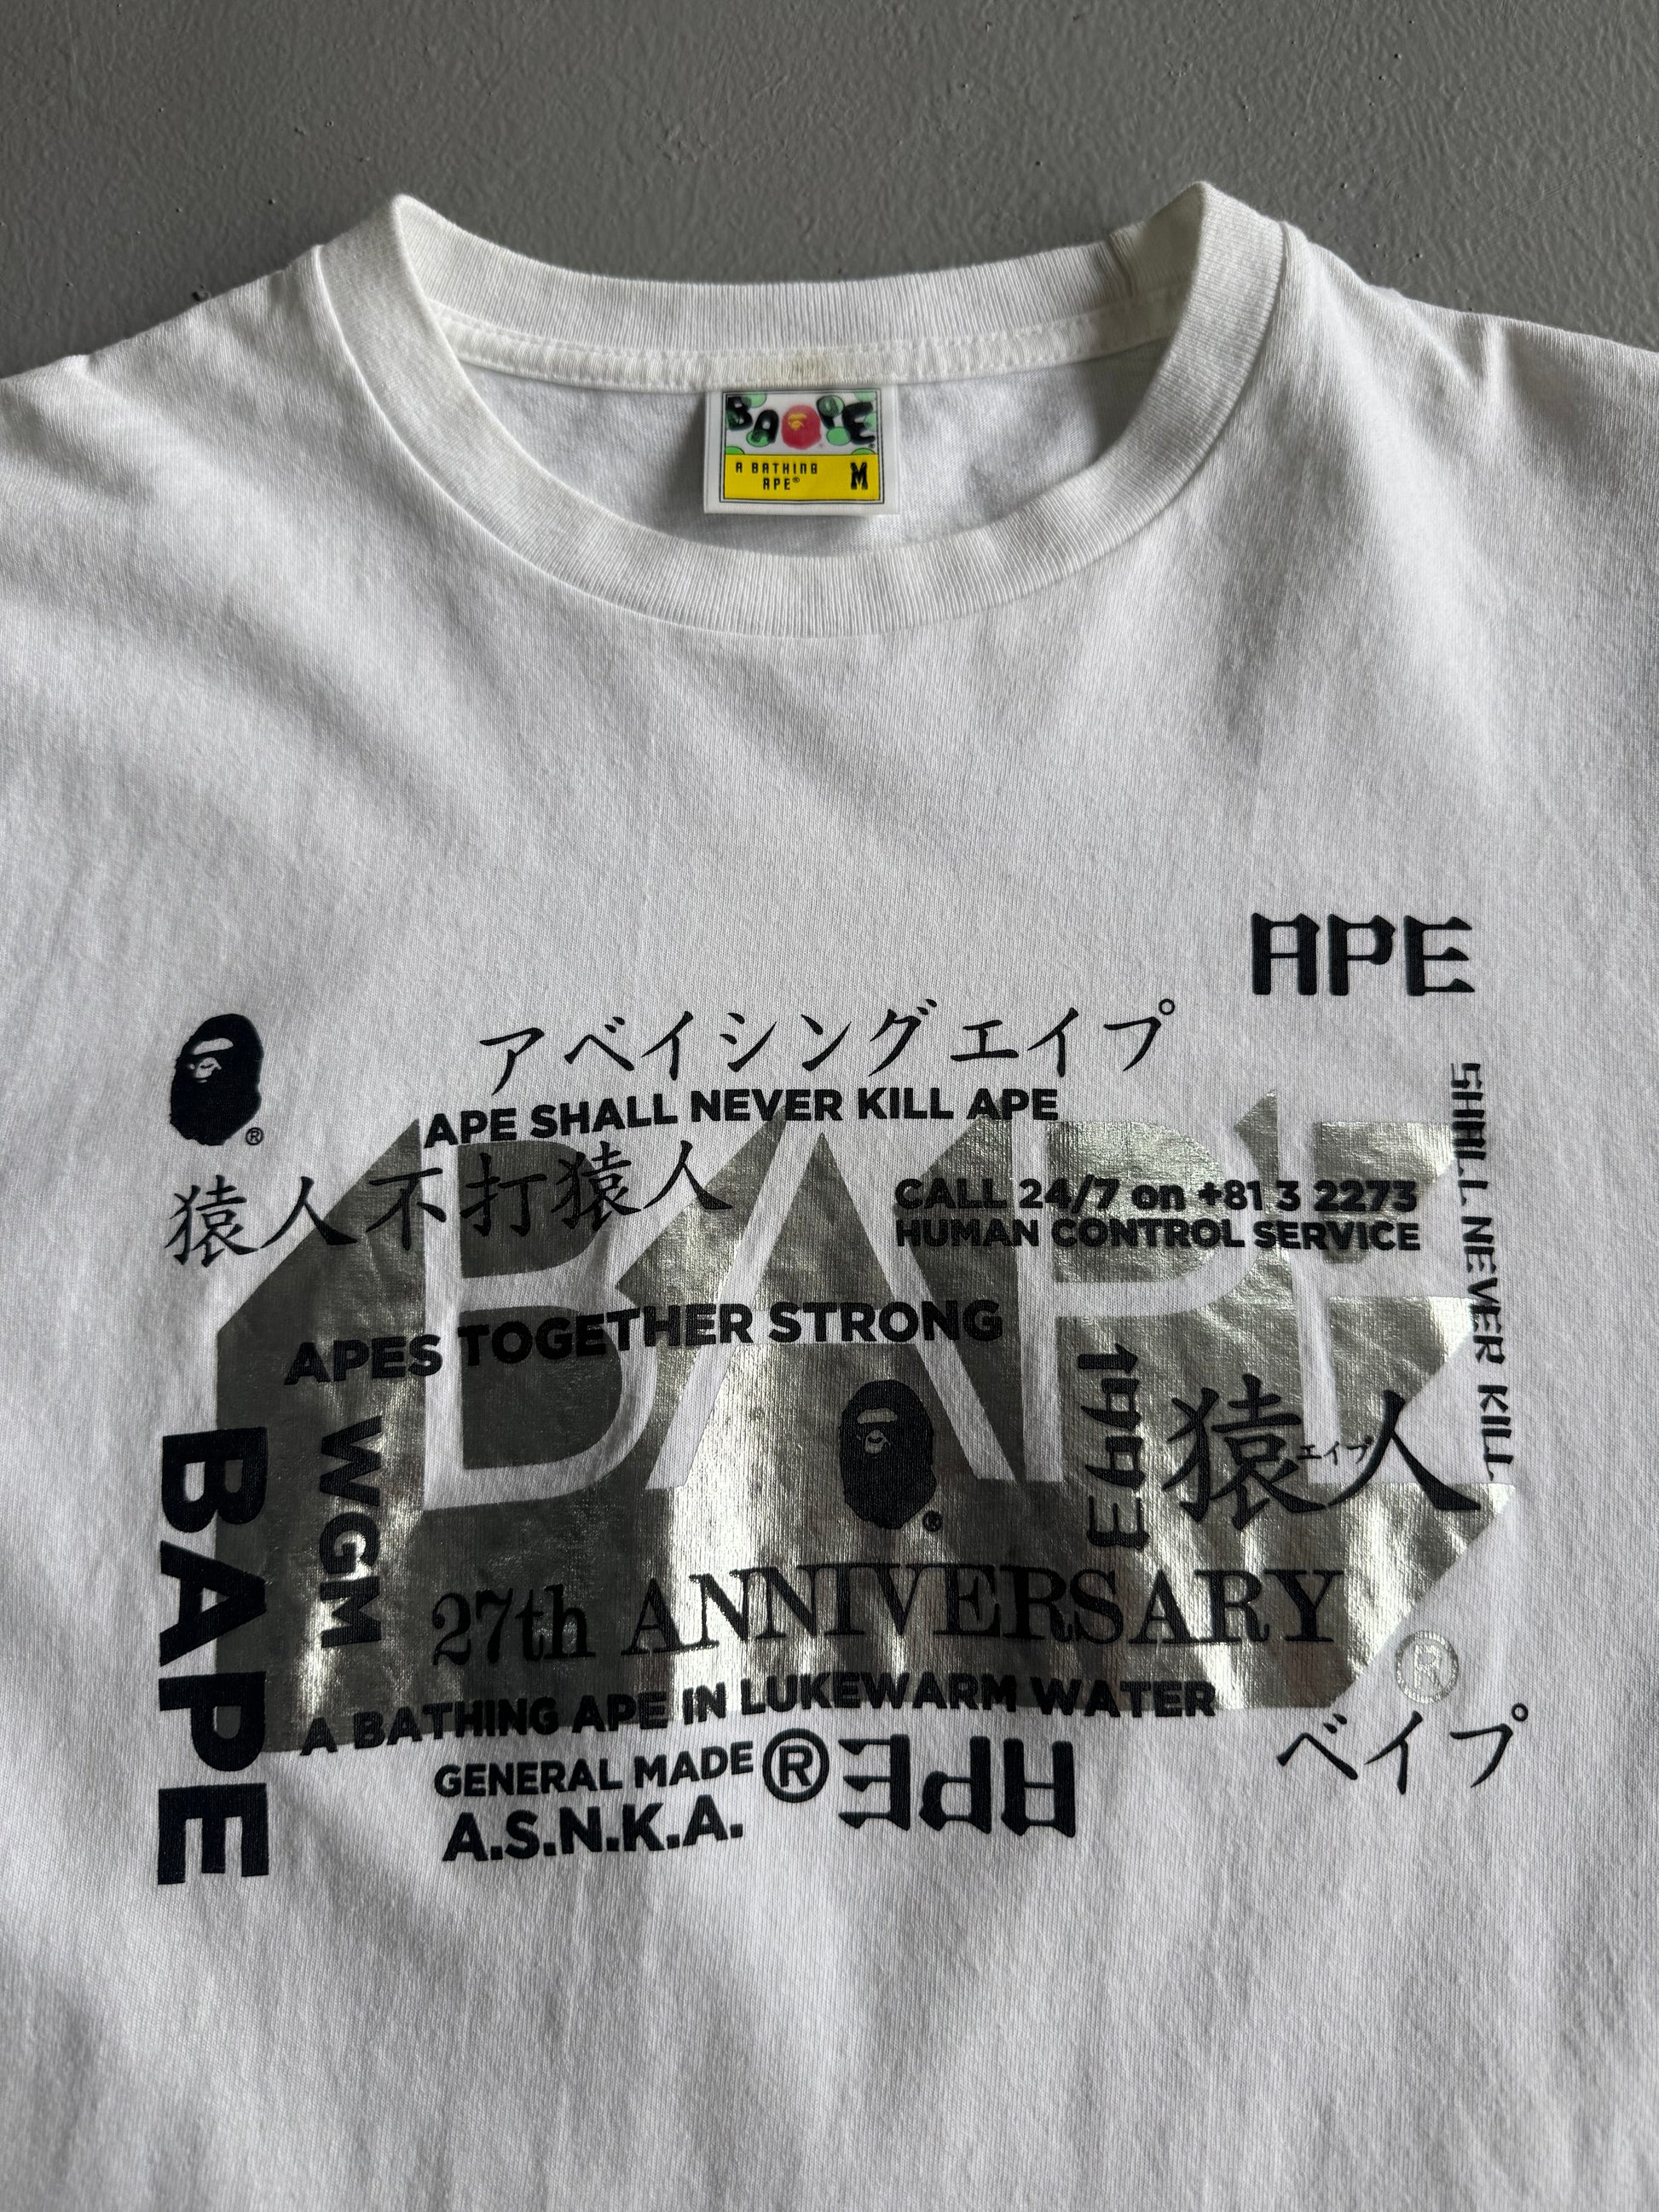 BAPE
A BATHING
APE® M
APE
アベイシングエイプ
APE SHALL NEVER KILL APE
®
猿人不打猿人
CALL 24/7 on +81 3 2273
HUMAN CONTROL SERVICE
SHALL NEVER KILL
BAPE
APES TOGETHER STRONG
1993
猿人
エイプ
WGM
BAPE
®
27th ANNIVERSARY
®
A BATHING APE IN LUKEWARM WATER
ベイプ
GENERAL MADE ®
APE
A.S.N.K.A.